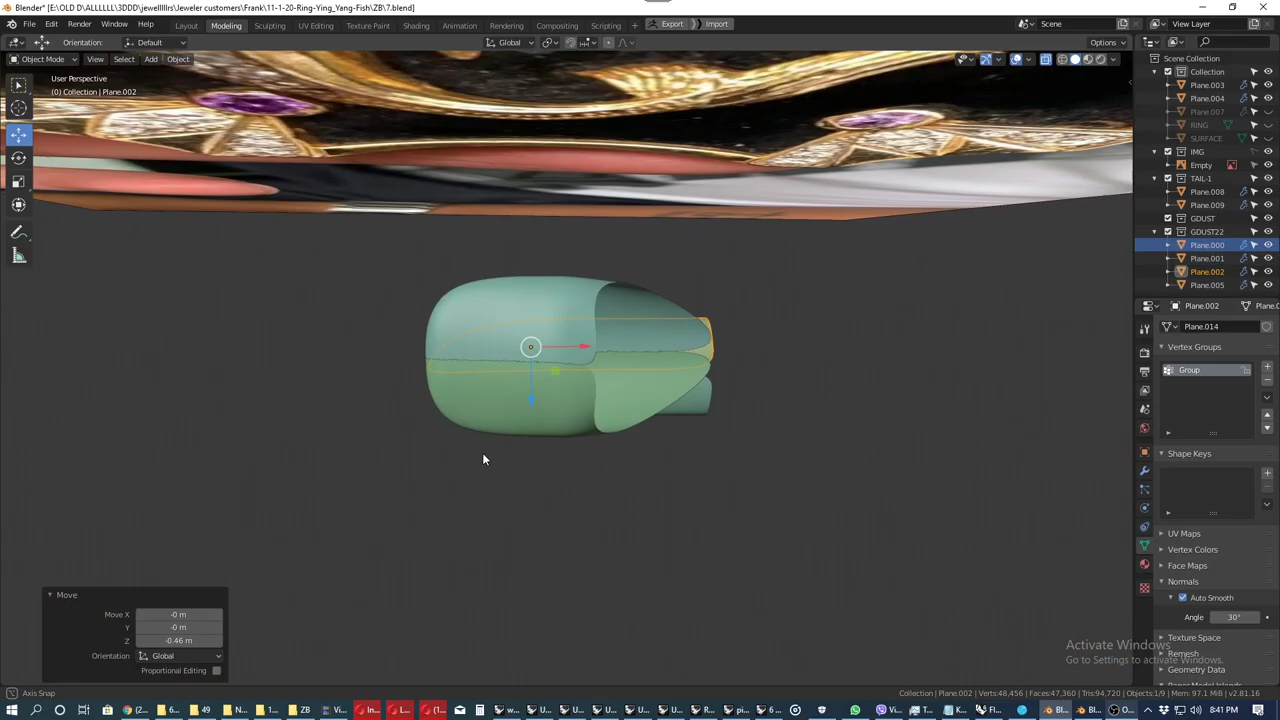 Blender* [E:\OLD D\ALLLLLL\3DDD\jewellllllrs\Jeweler customers\Frank\11-1-20-Ring-Ying_Yang-Fish\ZB\7.blend]
File Edit Render Window Help Layout Modeling Sculpting UV Editing Texture Paint Shading Animation Rendering Compositing Scripting + Export Import Scene View Layer
Orientation: Default Global Options
Object Mode View Select Add Object
User Perspective
(0) Collection | Plane.002
Scene Collection
Collection
Plane.003
Plane.004
Plane.007
RING
SURFACE
IMG
Empty
TAIL-1
Plane.008
Plane.009
GDUST
GDUST22
Plane.000
Plane.001
Plane.002
Plane.005
Plane.002 Plane.0
Plane.014
Vertex Groups
Group
Shape Keys
UV Maps
Vertex Colors
Face Maps
Normals
Auto Smooth
Angle 30°
Texture Space
Remesh
Geometry Data
Move
Move X -0 m
Y -0 m
Z -0.46 m
Orientation Global
Proportional Editing
Activate Windows
Go to Settings to activate Windows.
Axis Snap
Collection | Plane.002 | Verts:48,456 | Faces:47,360 | Tris:94,720 | Objects:1/9 | Mem: 97.1 MiB | v2.81.16
8:41 PM